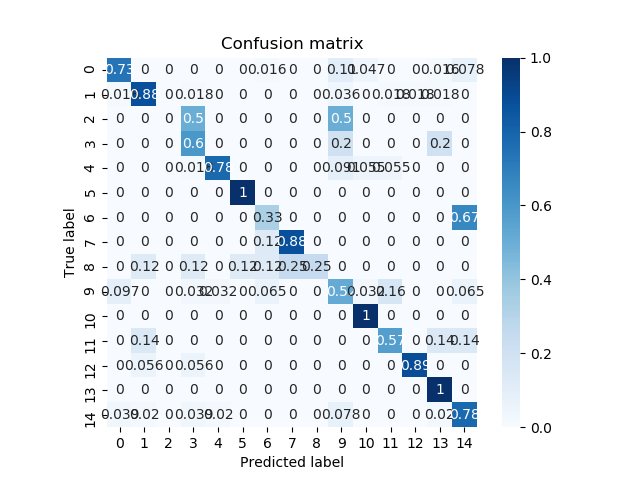 Confusion matrix
1.0
0 0.73 0 0 0 0 0 0.016 0 0 0.11 0.047 0 0 0.016 0.078
1 0.018 0.88 0 0.018 0 0 0 0 0 0.036 0 0.018 0.018 0.018 0
2 0 0 0 0.5 0 0 0 0 0 0.5 0 0 0 0 0
0.8
3 0 0 0 0.6 0 0 0 0 0 0.2 0 0 0 0.2 0
4 0 0 0 0.018 0.78 0 0 0 0 0.091 0.055 0.055 0 0 0
5 0 0 0 0 0 1 0 0 0 0 0 0 0 0 0
0.6
6 0 0 0 0 0 0 0.33 0 0 0 0 0 0 0 0.67
True label
7 0 0 0 0 0 0 0.12 0.88 0 0 0 0 0 0 0
8 0 0.12 0 0.12 0 0.12 0.12 0.25 0.25 0 0 0 0 0 0
0.4
9 0.097 0 0 0.032 0.032 0 0.065 0 0 0.52 0.032 0.16 0 0 0.065
10 0 0 0 0 0 0 0 0 0 0 1 0 0 0 0
11 0 0.14 0 0 0 0 0 0 0 0 0 0.57 0 0.14 0.14
0.2
12 0 0.056 0 0.056 0 0 0 0 0 0 0 0 0.89 0 0
13 0 0 0 0 0 0 0 0 0 0 0 0 0 1 0
14 0.039 0.02 0 0.039 0.02 0 0 0 0 0.078 0 0 0 0.02 0.78
0.0
0 1 2 3 4 5 6 7 8 9 10 11 12 13 14
Predicted label